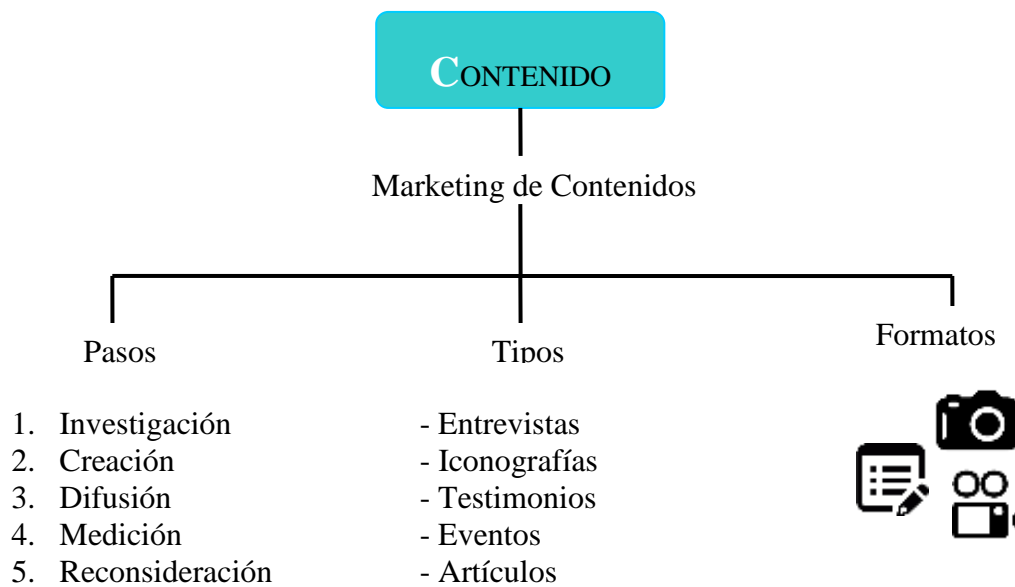 CONTENIDO
Marketing de Contenidos
Pasos
Tipos
Formatos
1. Investigación
2. Creación
3. Difusión
4. Medición
5. Reconsideración
- Entrevistas
- Iconografías
- Testimonios
- Eventos
- Artículos